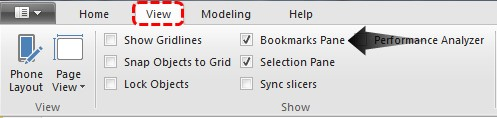 Home View Modeling Help
Show Gridlines Bookmarks Pane Performance Analyzer
Snap Objects to Grid Selection Pane
Lock Objects Sync slicers
Phone Layout
Page View
View Show